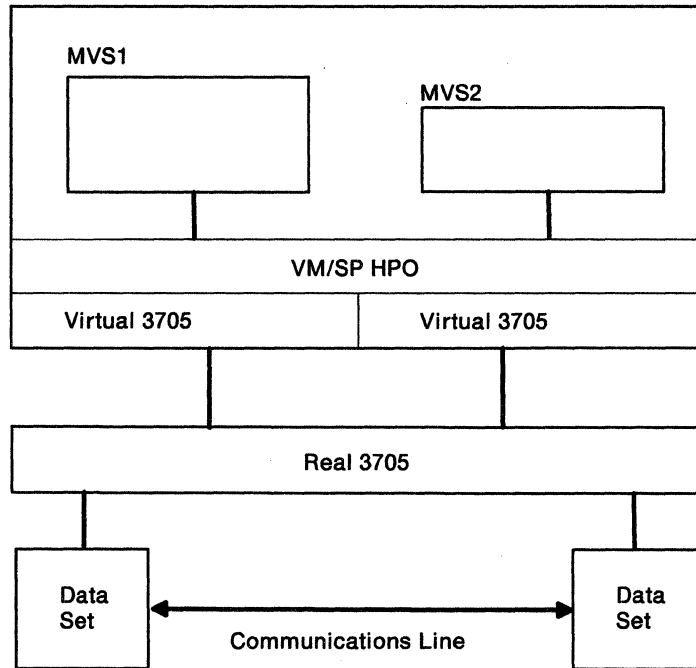 MVS1
MVS2
VM/SP HPO
Virtual 3705
Virtual 3705
Real 3705
Data
Set
Data
Set
Communications Line